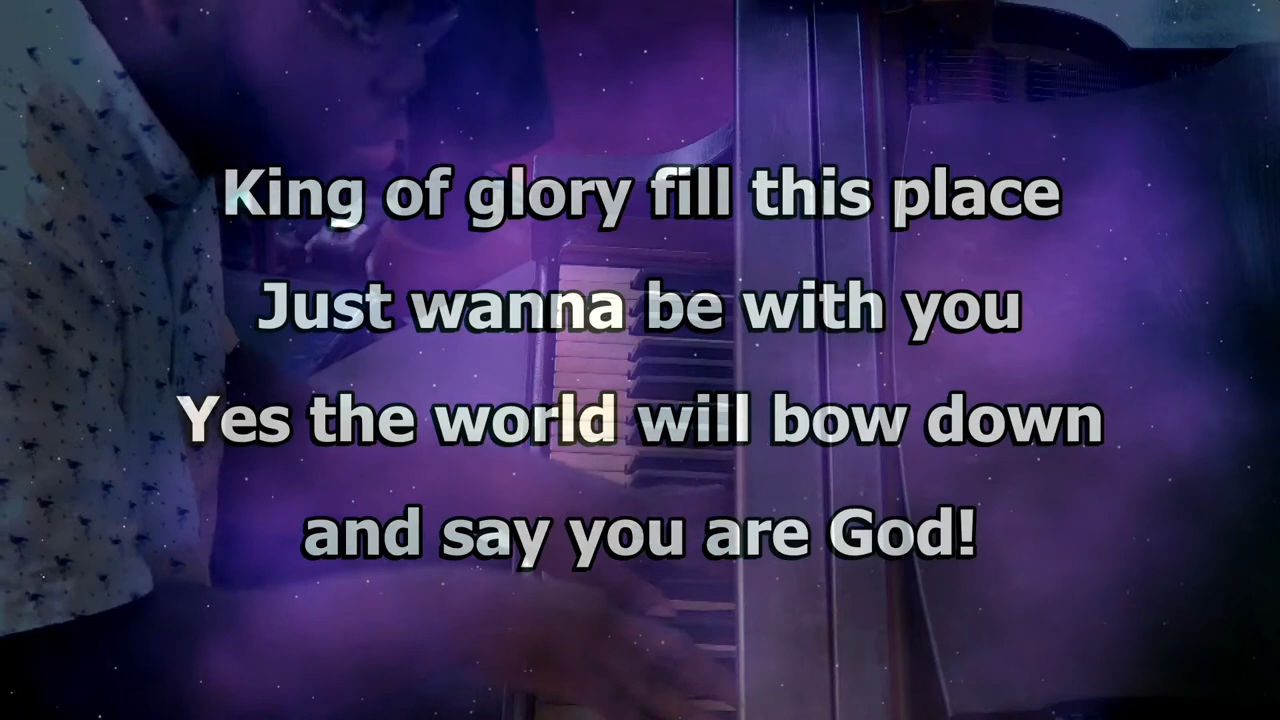 King of glory fill this place
Just wanna be with you
Yes the world will bow down
and say you are God!